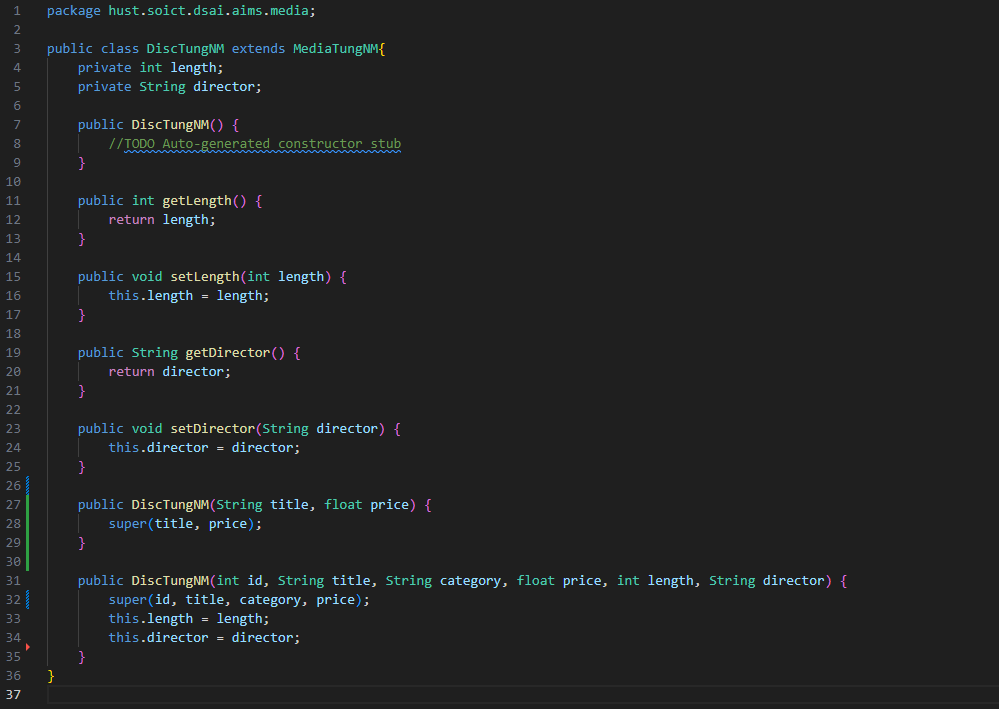 1 package hust.soict.dsai.aims.media;
2
3 public class DiscTungNM extends MediaTungNM{
4     private int length;
5     private String director;
6
7     public DiscTungNM() {
8         //TODO Auto-generated constructor stub
9     }
10
11     public int getLength() {
12         return length;
13     }
14
15     public void setLength(int length) {
16         this.length = length;
17     }
18
19     public String getDirector() {
20         return director;
21     }
22
23     public void setDirector(String director) {
24         this.director = director;
25     }
26
27     public DiscTungNM(String title, float price) {
28         super(title, price);
29     }
30
31     public DiscTungNM(int id, String title, String category, float price, int length, String director) {
32         super(id, title, category, price);
33         this.length = length;
34         this.director = director;
35     }
36 }
37